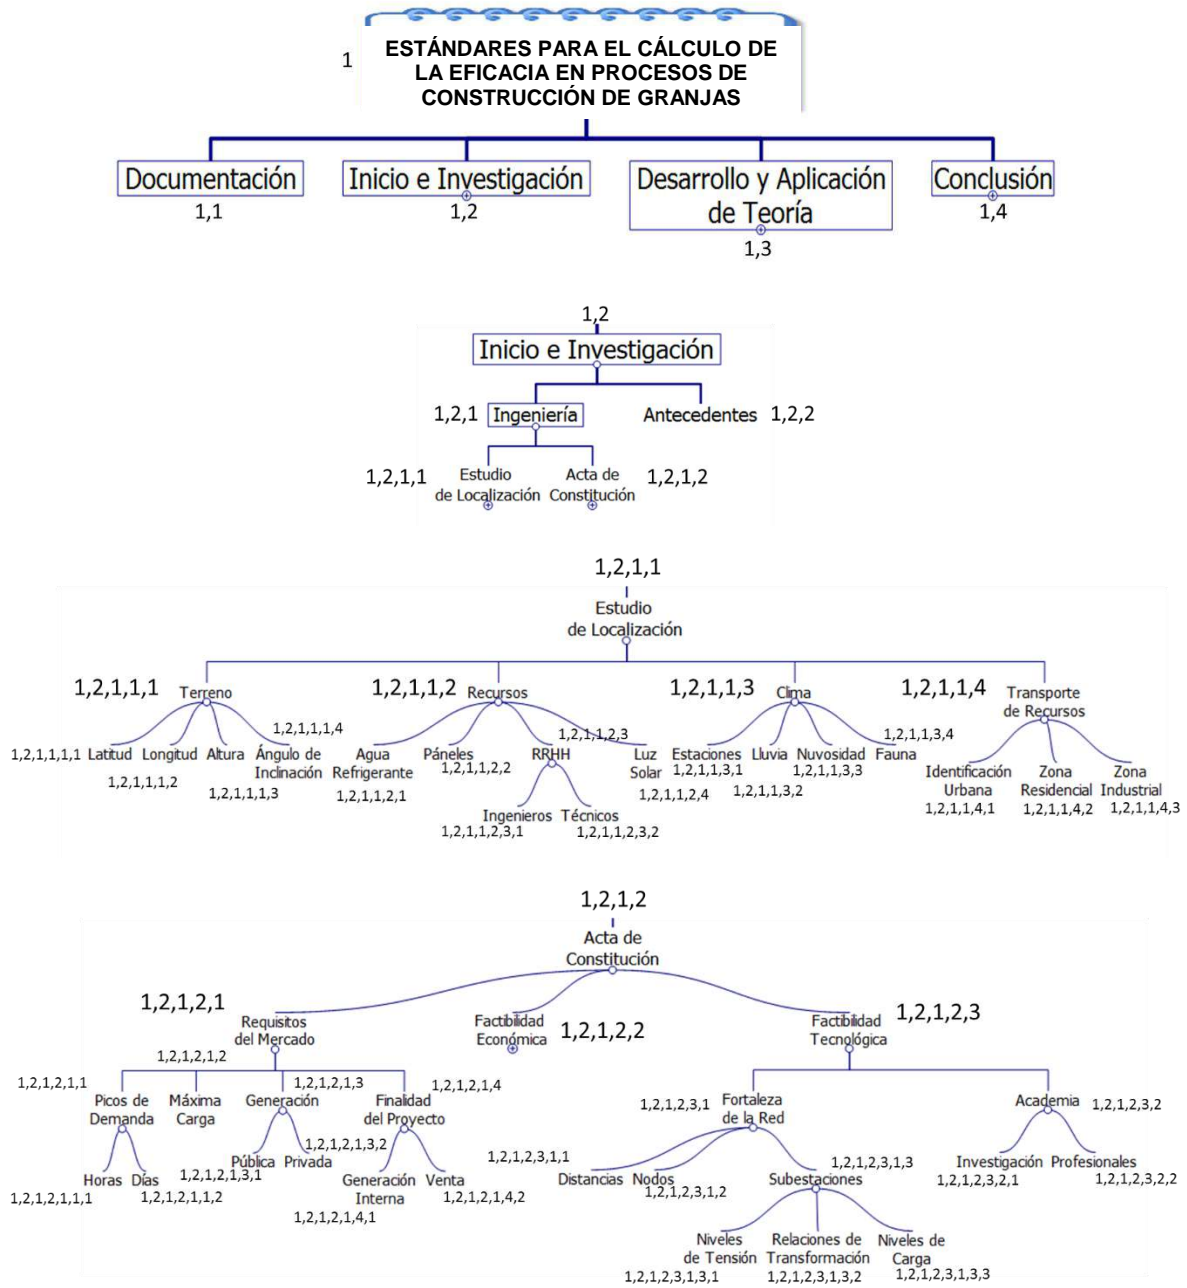 1
ESTÁNDARES PARA EL CÁLCULO DE
LA EFICACIA EN PROCESOS DE
CONSTRUCCIÓN DE GRANJAS
Documentación
1,1
Inicio e Investigación
1,2
Desarrollo y Aplicación
de Teoría
1,3
Conclusión
1,4
1,2
Inicio e Investigación
1,2,1
Ingeniería
Antecedentes
1,2,2
1,2,1,1
Estudio
de Localización
Acta de
Constitución
1,2,1,2
1,2,1,1
Estudio
de Localización
1,2,1,1,1
Terreno
1,2,1,1,2
Recursos
1,2,1,1,3
Clima
1,2,1,1,4
Transporte
de Recursos
1,2,1,1,1,1
Latitud
Longitud
1,2,1,1,1,2
Altura
1,2,1,1,1,3
1,2,1,1,1,4
Ángulo de
Inclinación
Agua
Refrigerante
1,2,1,1,2,1
Páneles
1,2,1,1,2,2
1,2,1,1,2,3
RRHH
Ingenieros
1,2,1,1,2,3,1
Técnicos
1,2,1,1,2,3,2
Luz
Solar
1,2,1,1,2,4
Estaciones
1,2,1,1,3,1
Lluvia
1,2,1,1,3,2
Nuvosidad
1,2,1,1,3,3
1,2,1,1,3,4
Fauna
Identificación
Urbana
1,2,1,1,4,1
Zona
Residencial
1,2,1,1,4,2
Zona
Industrial
1,2,1,1,4,3
1,2,1,2
Acta de
Constitución
1,2,1,2,1
Requisitos
del Mercado
Factibilidad
Económica
1,2,1,2,2
Factibilidad
Tecnológica
1,2,1,2,3
1,2,1,2,1,1
Picos de
Demanda
Horas
1,2,1,2,1,1,1
Días
1,2,1,2,1,1,2
1,2,1,2,1,2
Máxima
Carga
1,2,1,2,1,3
Generación
Pública
1,2,1,2,1,3,1
Privada
1,2,1,2,1,3,2
1,2,1,2,1,4
Finalidad
del Proyecto
Generación
Interna
1,2,1,2,1,4,1
Venta
1,2,1,2,1,4,2
1,2,1,2,3,1
Fortaleza
de la Red
1,2,1,2,3,1,1
Distancias
Nodos
1,2,1,2,3,1,2
1,2,1,2,3,1,3
Subestaciones
Niveles
de Tensión
1,2,1,2,3,1,3,1
Relaciones de
Transformación
1,2,1,2,3,1,3,2
Niveles de
Carga
1,2,1,2,3,1,3,3
Academia
1,2,1,2,3,2
Investigación
1,2,1,2,3,2,1
Profesionales
1,2,1,2,3,2,2